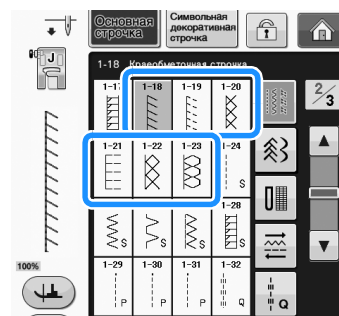 Основная
строчка
Символьная
декоративная
строчка
J
1-18 Краеобметочная строчка
2/3
1-17 1-18 1-19 1-20
1-21 1-22 1-23 1-24
S
1-28
S S S S
1-29 1-30 1-31 1-32
P P P Q
Q
100%